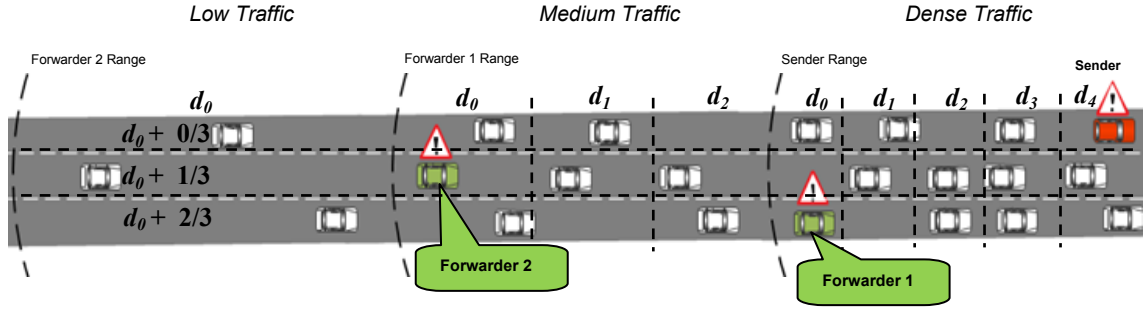 Low Traffic Medium Traffic Dense Traffic
Forwarder 2 Range Forwarder 1 Range Sender Range Sender
d0 d0 d1 d2 d0 d1 d2 d3 d4 !
d0 + 0/3
!
d0 + 1/3
!
d0 + 2/3
Forwarder 2
Forwarder 1